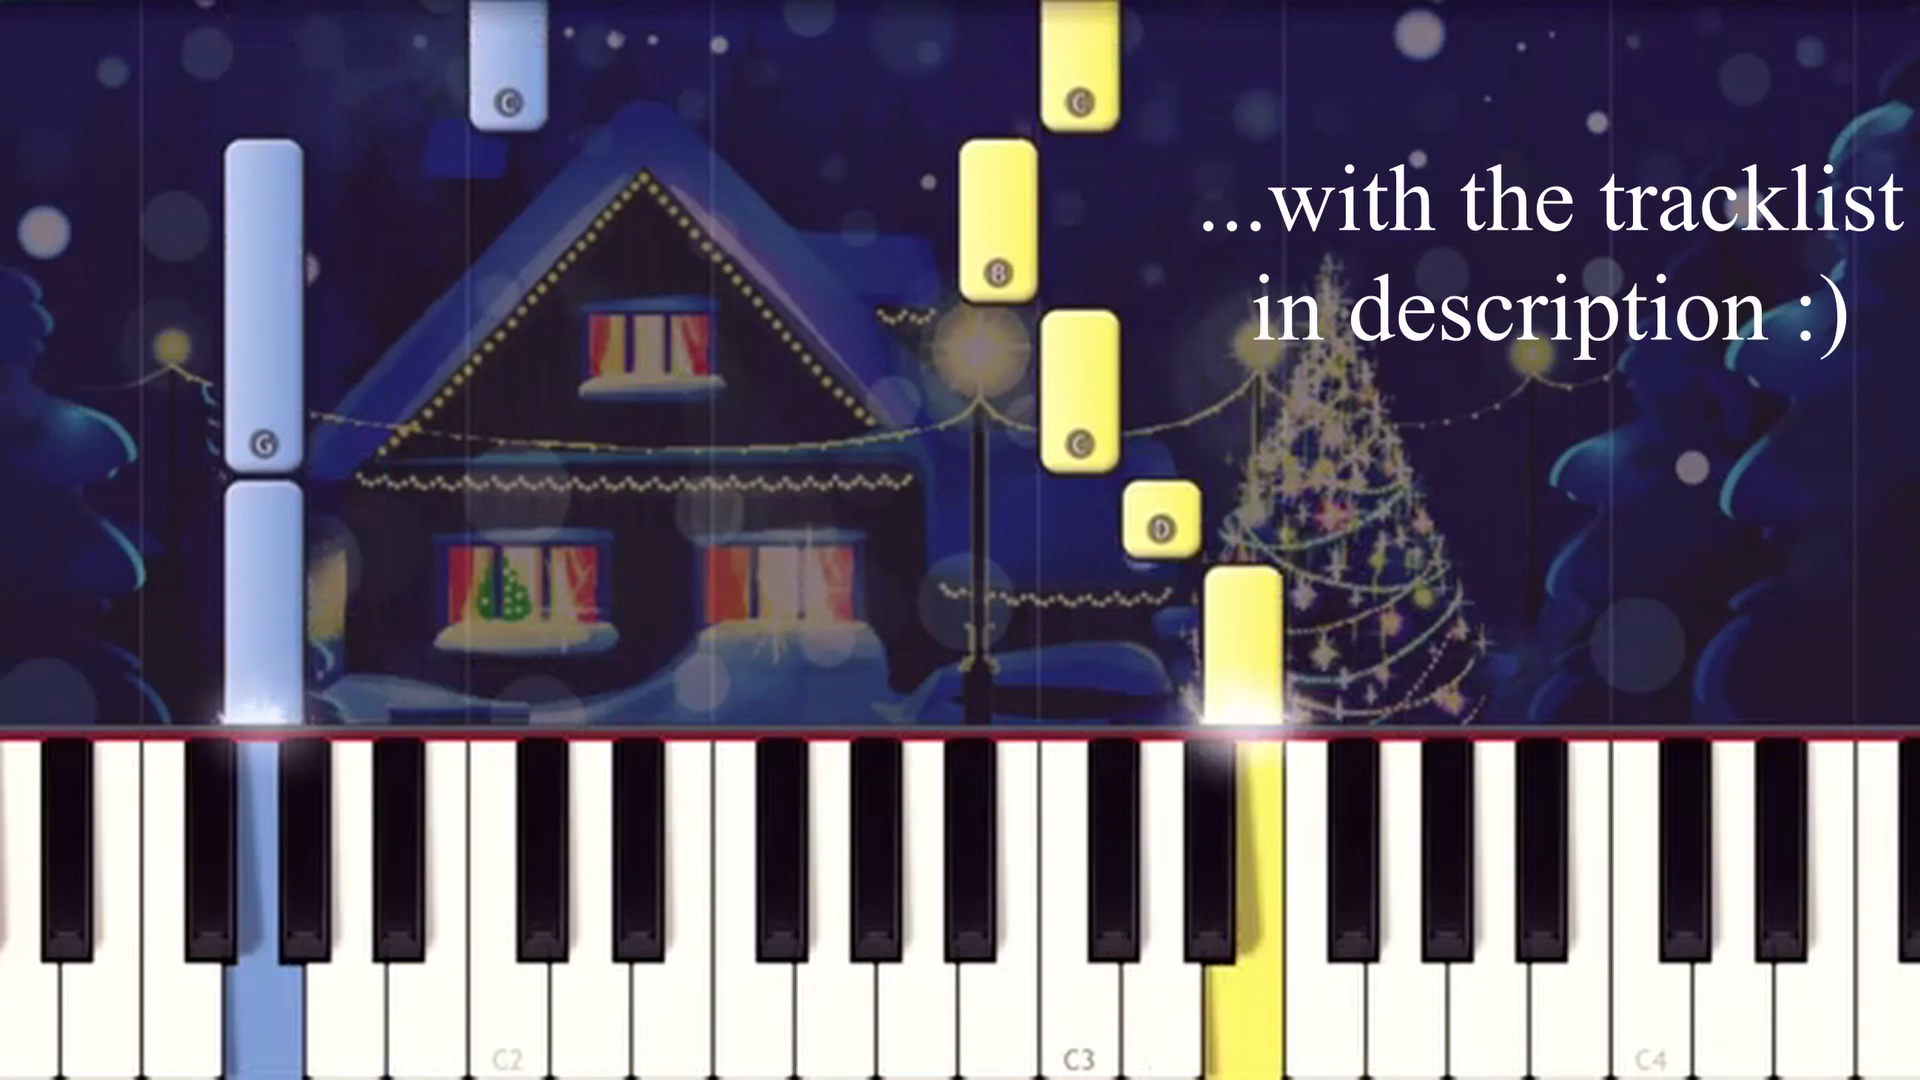 C C
B
G C
D
...with the tracklist
in description :)
C2 C3 C4